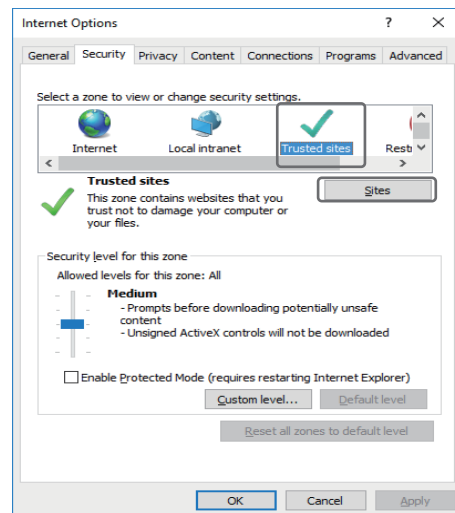 Internet Options ? ×
General Security Privacy Content Connections Programs Advanced
Select a zone to view or change security settings.
Internet Local intranet Trusted sites Restr
Trusted sites
Sites
This zone contains websites that you
trust not to damage your computer or
your files.
Security level for this zone
Allowed levels for this zone: All
Medium
- Prompts before downloading potentially unsafe
content
- Unsigned ActiveX controls will not be downloaded
Enable Protected Mode (requires restarting Internet Explorer)
Custom level... Default level
Reset all zones to default level
OK Cancel Apply